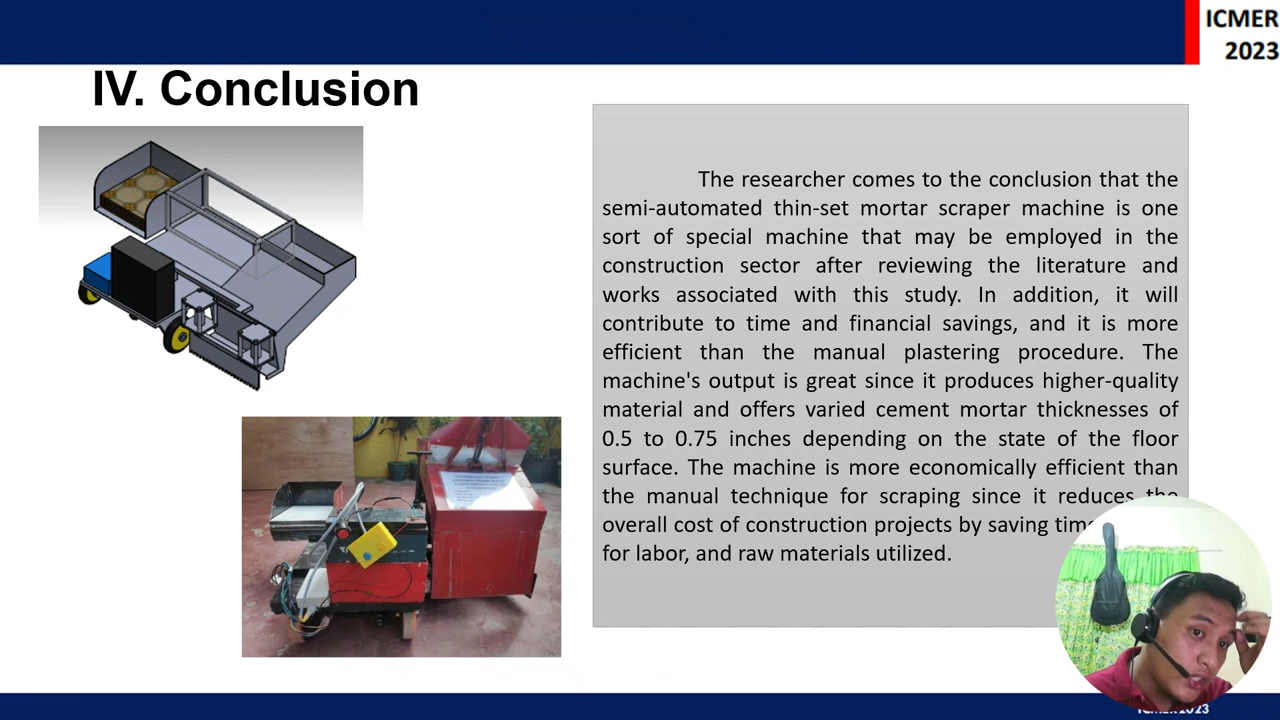 ICMER
2023
IV. Conclusion
The researcher comes to the conclusion that the
semi-automated thin-set mortar scraper machine is one
sort of special machine that may be employed in the
construction sector after reviewing the literature and
works associated with this study. In addition, it will
contribute to time and financial savings, and it is more
efficient than the manual plastering procedure. The
machine's output is great since it produces higher-quality
material and offers varied cement mortar thicknesses of
0.5 to 0.75 inches depending on the state of the floor
surface. The machine is more economically efficient than
the manual technique for scraping since it reduces the
overall cost of construction projects by saving time
for labor, and raw materials utilized.
ICMER2023